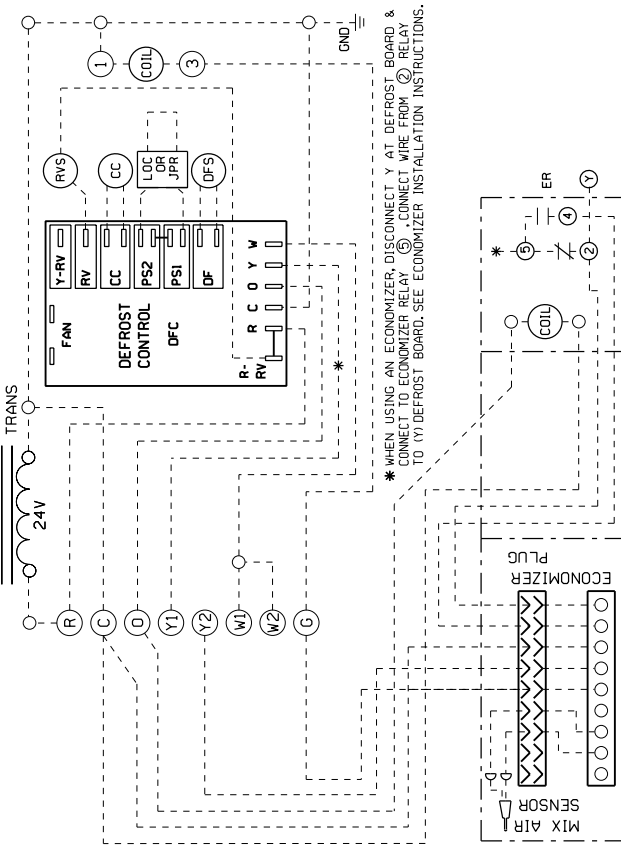 TRANS
24V
R
C
O
Y1
Y2
W1
W2
G
FAN
DEFROST
CONTROL
DFC
R-
RV
R
C
O
Y
W
Y-RV
RV
CC
PS2
PS1
DF
RVS
CC
LOC
OR
JPR
DFS
1
COIL
3
GND
*
* WHEN USING AN ECONOMIZER, DISCONNECT Y AT DEFROST BOARD &
CONNECT TO ECONOMIZER RELAY 5. CONNECT WIRE FROM 2 RELAY
TO (Y) DEFROST BOARD. SEE ECONOMIZER INSTALLATION INSTRUCTIONS.
ER
Y
*
5
4
2
COIL
ECONOMIZER
PLUG
MIX AIR
SENSOR